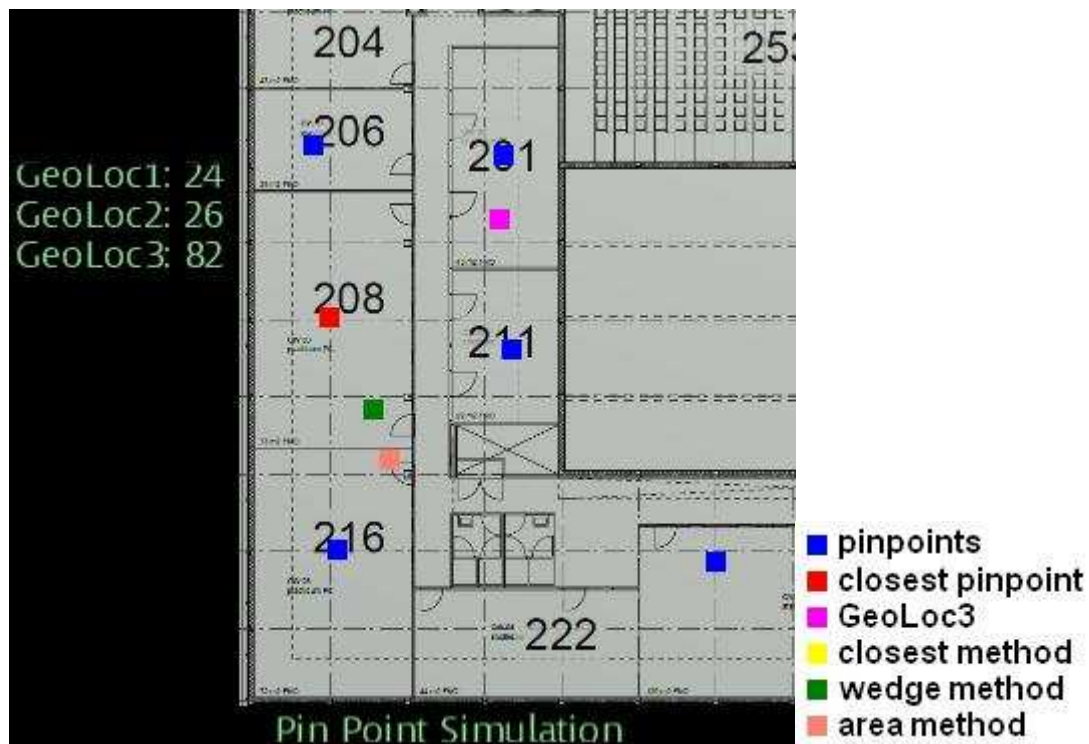 204
253
206
201
GeoLoc1: 24
GeoLoc2: 26
GeoLoc3: 82
208
211
216
222
pinpoints
closest pinpoint
GeoLoc3
closest method
wedge method
area method
Pin Point Simulation